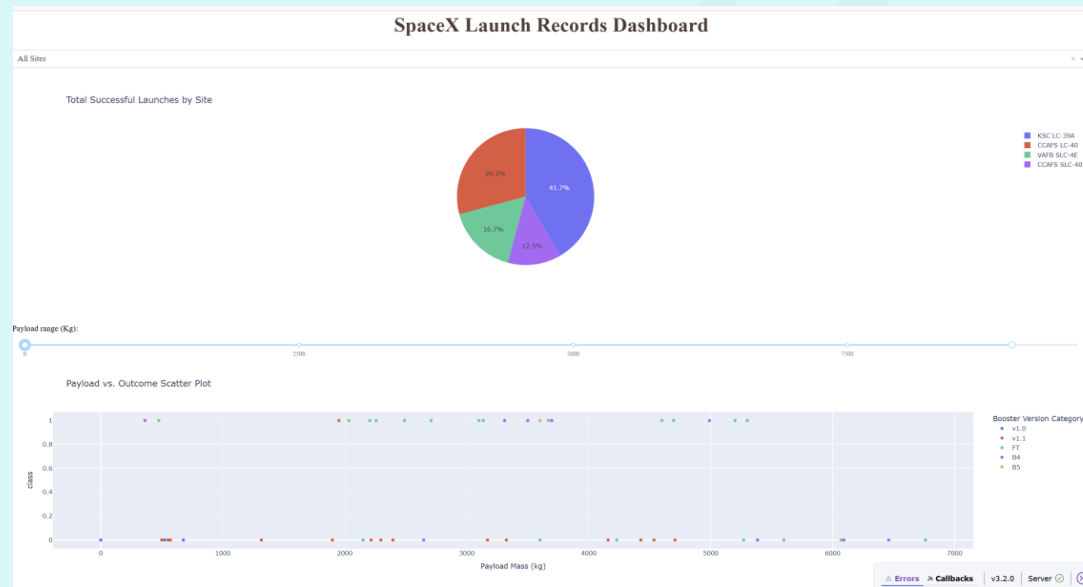 SpaceX Launch Records Dashboard
All Sites
Total Successful Launches by Site
KSC LC-39A
CCAFS LC-40
VAFB SLC-4E
CCAFS SLC-40
29.2%
41.7%
16.7%
12.5%
Payload range (Kg):
0
2500
5000
7500
Payload vs. Outcome Scatter Plot
Booster Version Category
v1.0
v1.1
FT
B4
B5
class
1
0.8
0.6
0.4
0.2
0
0
1000
2000
3000
4000
5000
6000
7000
Payload Mass (kg)
Errors
Callbacks
v3.2.0
Server